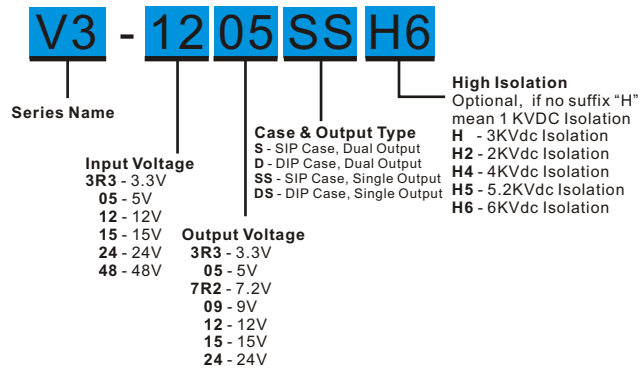 V3 - 12 05 SS H6
Series Name
Input Voltage
3R3 - 3.3V
05 - 5V
12 - 12V
15 - 15V
24 - 24V
48 - 48V
Output Voltage
3R3 - 3.3V
05 - 5V
7R2 - 7.2V
09 - 9V
12 - 12V
15 - 15V
24 - 24V
Case & Output Type
S - SIP Case, Dual Output
D - DIP Case, Dual Output
SS - SIP Case, Single Output
DS - DIP Case, Single Output
High Isolation
Optional, if no suffix “H”
mean 1 KVDC Isolation
H - 3KVdc Isolation
H2 - 2KVdc Isolation
H4 - 4KVdc Isolation
H5 - 5.2KVdc Isolation
H6 - 6KVdc Isolation